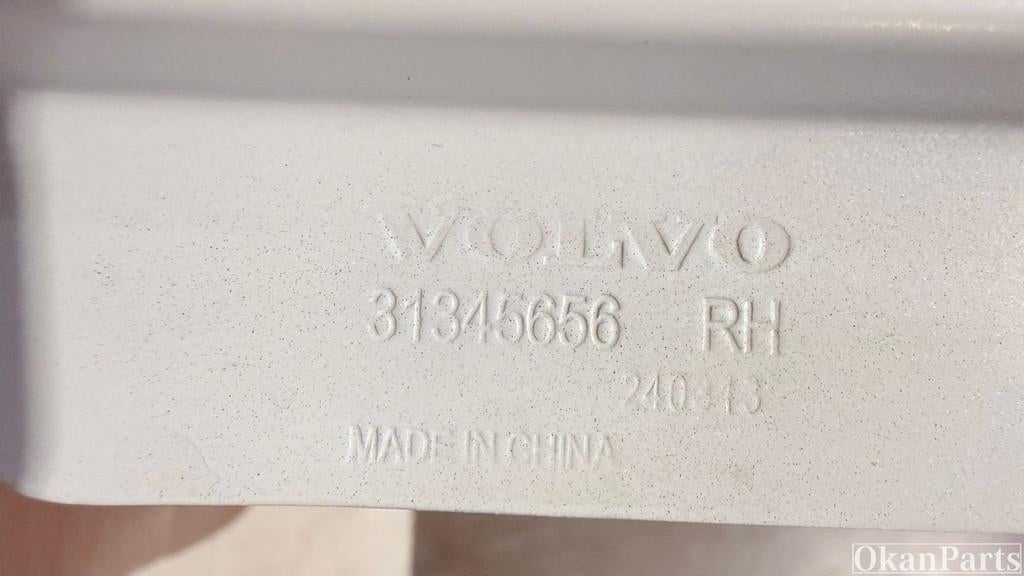 VOLVO
31345656 RH
MADE IN CHINA
OkanParts